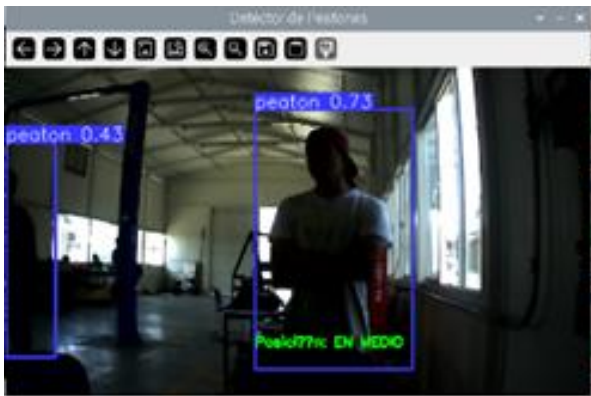 Detector de Peatones
peaton 0.73
peaton 0.43
Posici??n: EN MEDIO